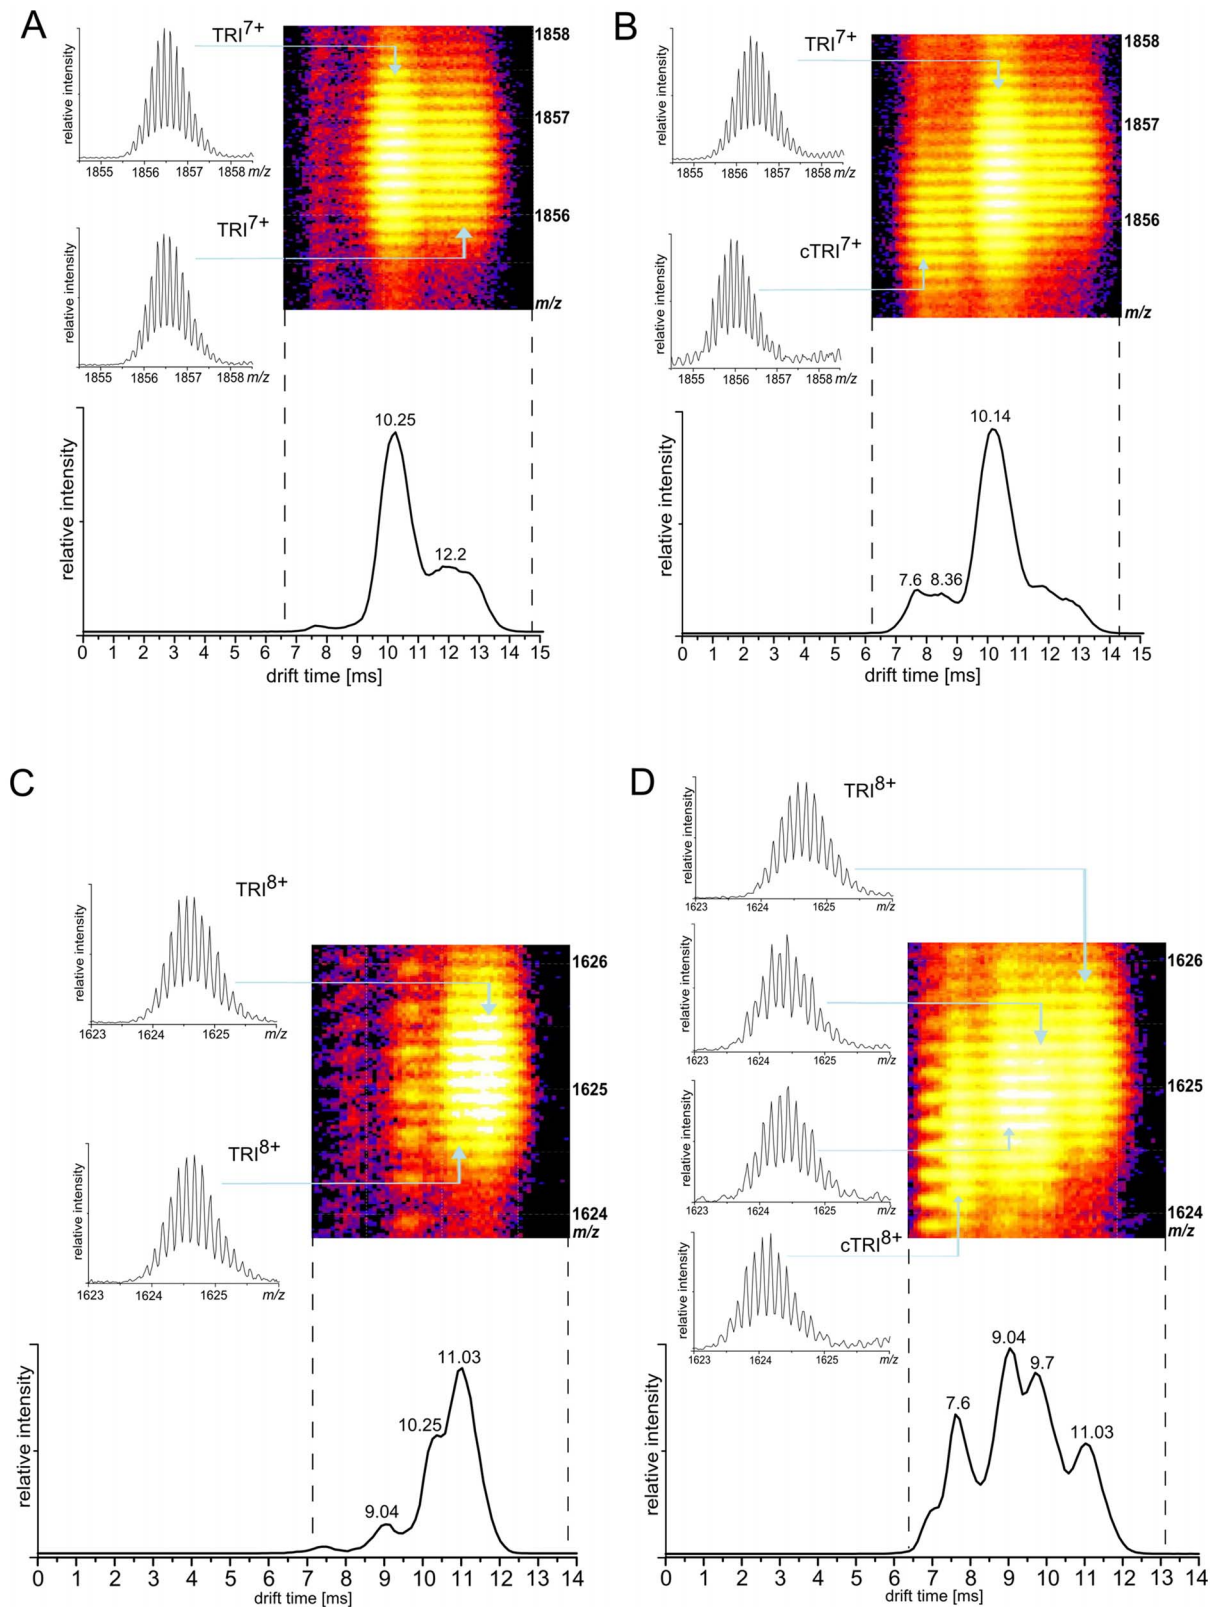 A
TRI7+
relative intensity
1855 1856 1857 1858 m/z
TRI7+
relative intensity
1855 1856 1857 1858 m/z
1858
1857
1856
m/z
relative intensity
10.25
12.2
0 1 2 3 4 5 6 7 8 9 10 11 12 13 14 15
drift time [ms]
B
TRI7+
relative intensity
1855 1856 1857 1858 m/z
cTRI7+
relative intensity
1855 1856 1857 1858 m/z
1858
1857
1856
m/z
relative intensity
7.6 8.36
10.14
0 1 2 3 4 5 6 7 8 9 10 11 12 13 14 15
drift time [ms]
C
TRI8+
relative intensity
1623 1624 1625 m/z
TRI8+
relative intensity
1623 1624 1625 m/z
1626
1625
1624
m/z
relative intensity
9.04
10.25
11.03
0 1 2 3 4 5 6 7 8 9 10 11 12 13 14
drift time [ms]
D
TRI8+
relative intensity
1623 1624 1625 m/z
relative intensity
1623 1624 1625 m/z
relative intensity
1623 1624 1625 m/z
cTRI8+
relative intensity
1623 1624 1625 m/z
1626
1625
1624
m/z
relative intensity
7.6
9.04
9.7
11.03
0 1 2 3 4 5 6 7 8 9 10 11 12 13 14
drift time [ms]